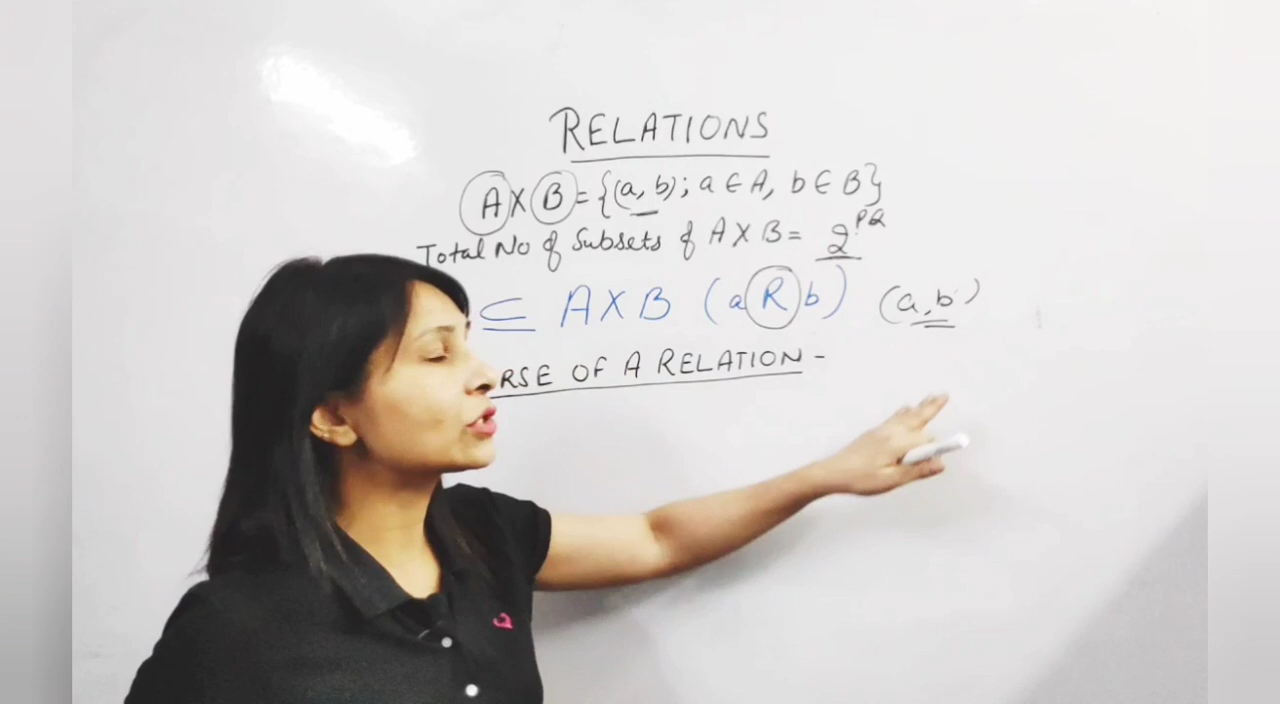 RELATIONS
A X B = {(a, b); a ∈ A, b ∈ B}
Total No of Subsets of A X B = 2^PQ
⊆ A X B (a R b) (a, b)
RSE OF A RELATION -